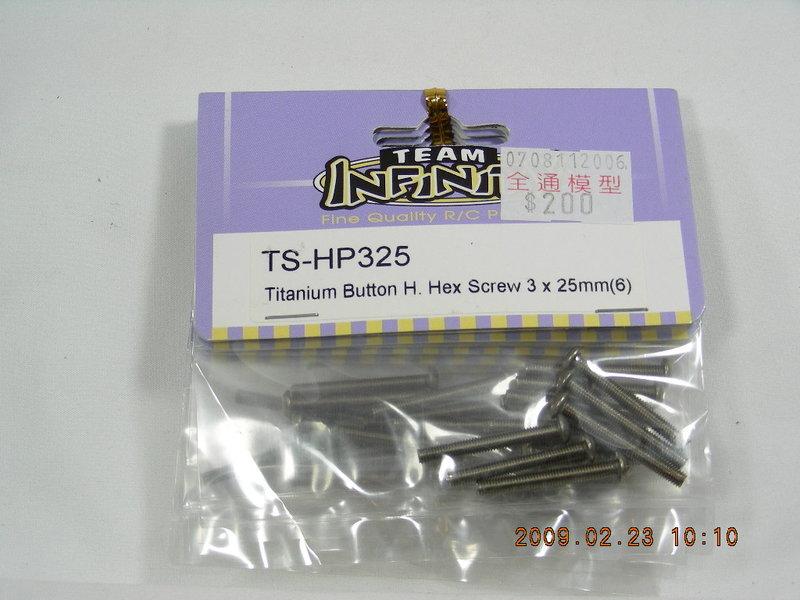 TEAM
0708112006
全通模型
$200
Fine Quality R/C
TS-HP325
Titanium Button H. Hex Screw 3 x 25mm(6)
2009.02.23 10:10